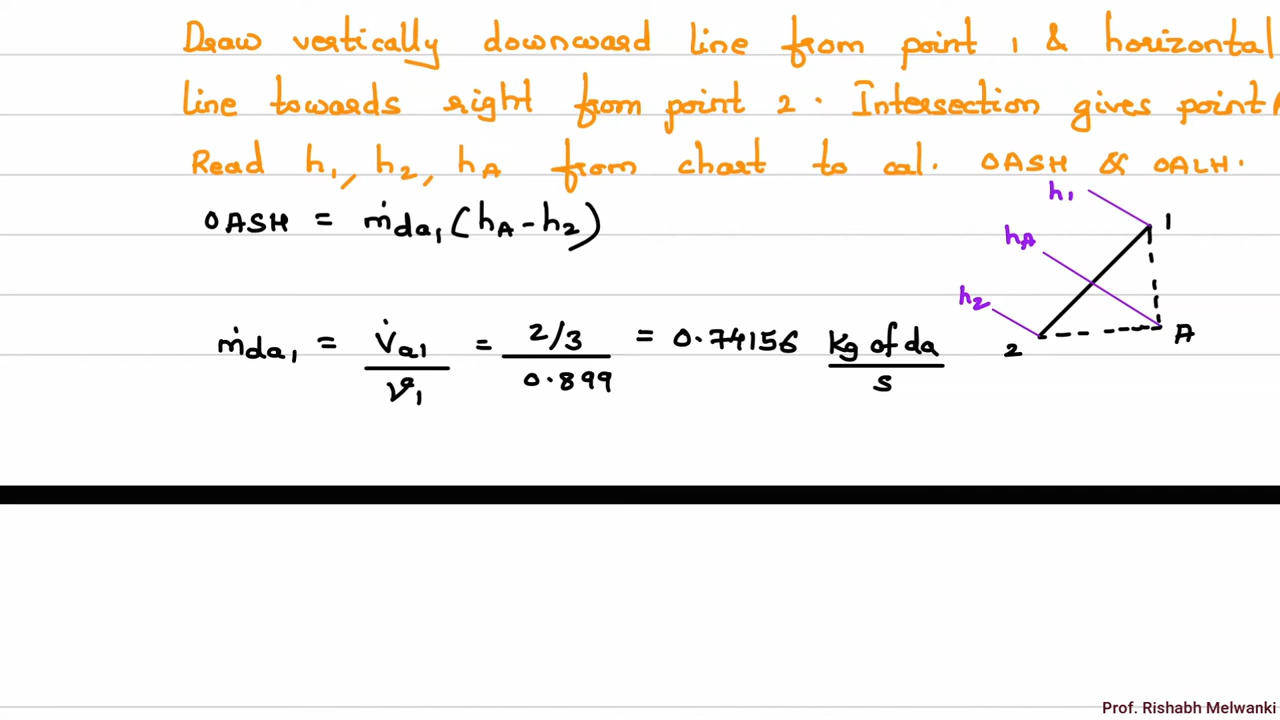 Draw vertically downward line from point 1 & horizontal
line towards right from point 2. Intersection gives point A
Read h₁, h₂, hA from chart to cal. OASH & OALH.
OASH = ṁda₁ (hA - h₂)
h₁
1
hA
h₂
2
A
ṁda₁ = V̇a₁ / v₁ = 2/3 / 0.899 = 0.74156 Kg of da / s
Prof. Rishabh Melwanki